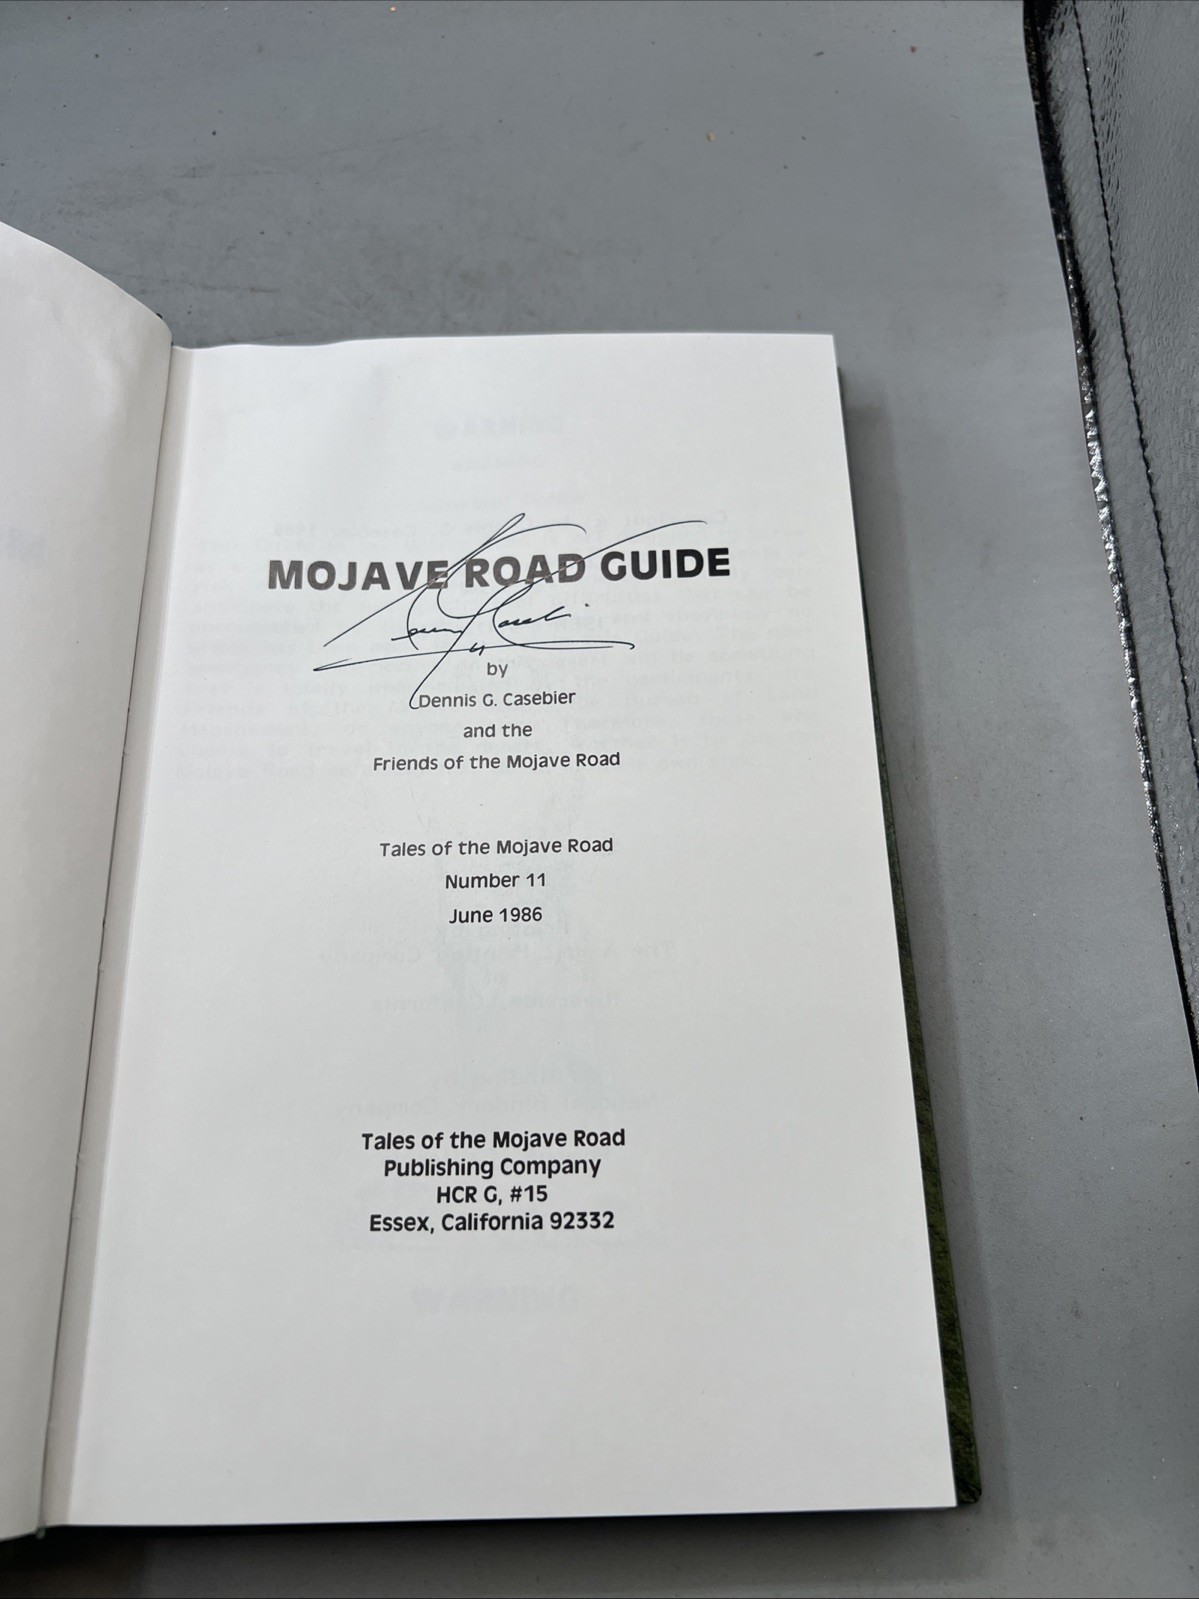 MOJAVE ROAD GUIDE
by
Dennis G. Casebier
and the
Friends of the Mojave Road
Tales of the Mojave Road
Number 11
June 1986
Tales of the Mojave Road
Publishing Company
HCR G, #15
Essex, California 92332